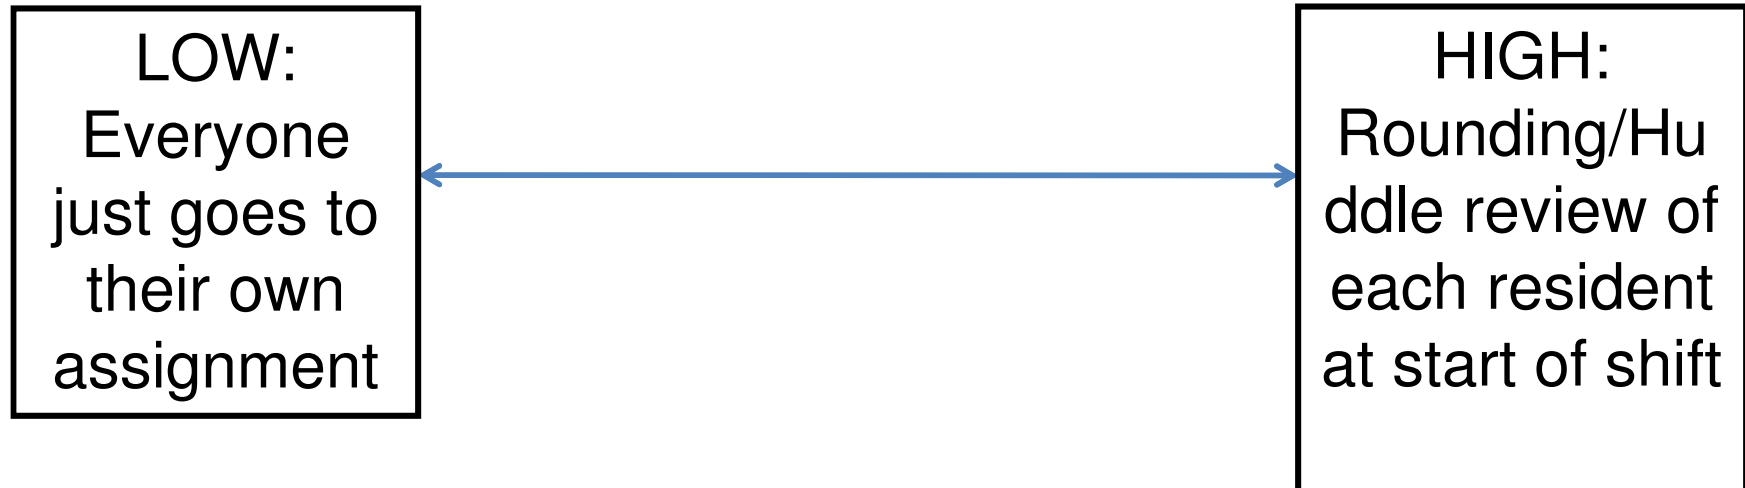 LOW:
Everyone
just goes to
their own
assignment
HIGH:
Rounding/Hu
ddle review of
each resident
at start of shift